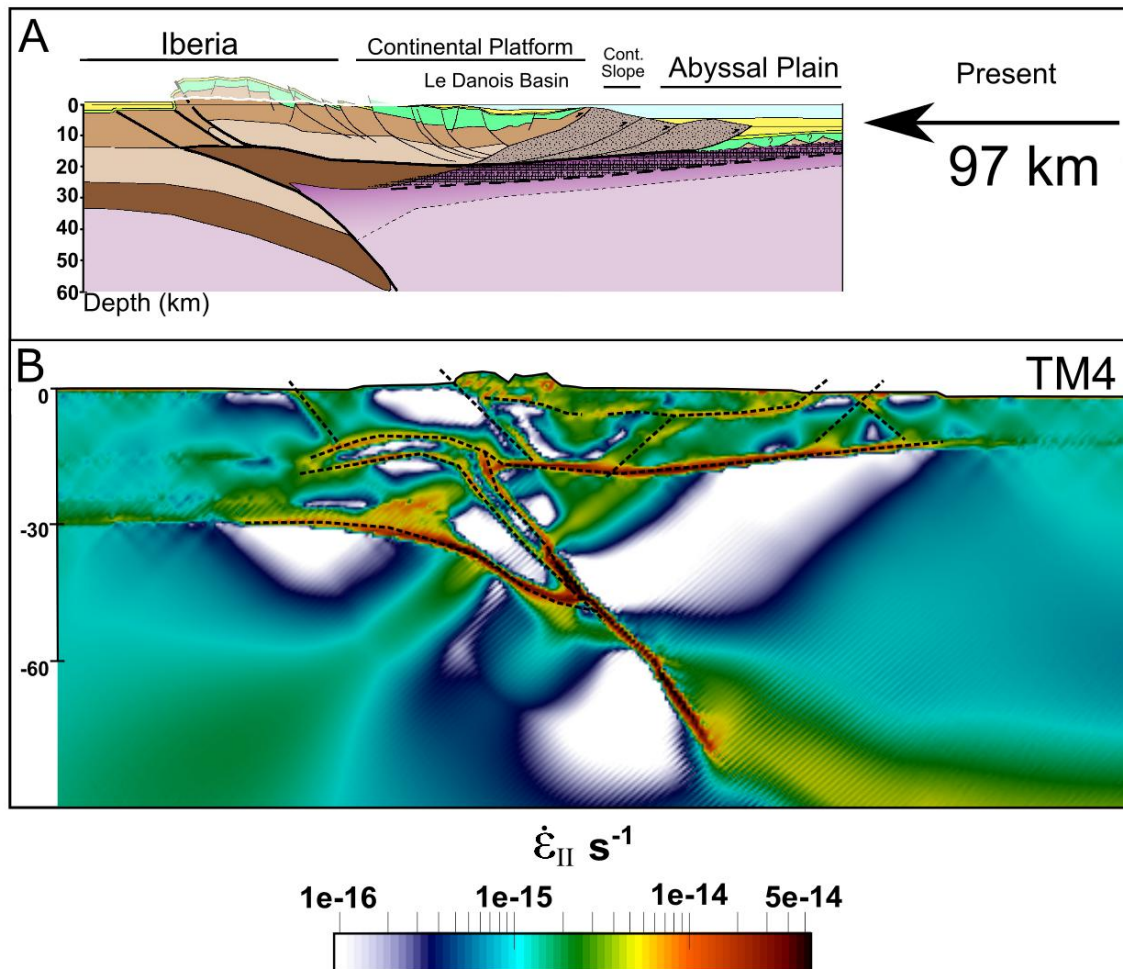 A
Iberia
Continental Platform
Le Danois Basin
Cont.
Slope
Abyssal Plain
Present
97 km
0
10
20
30
40
50
60
Depth (km)
B
TM4
0
-30
-60
ε̇II s-1
1e-16
1e-15
1e-14
5e-14